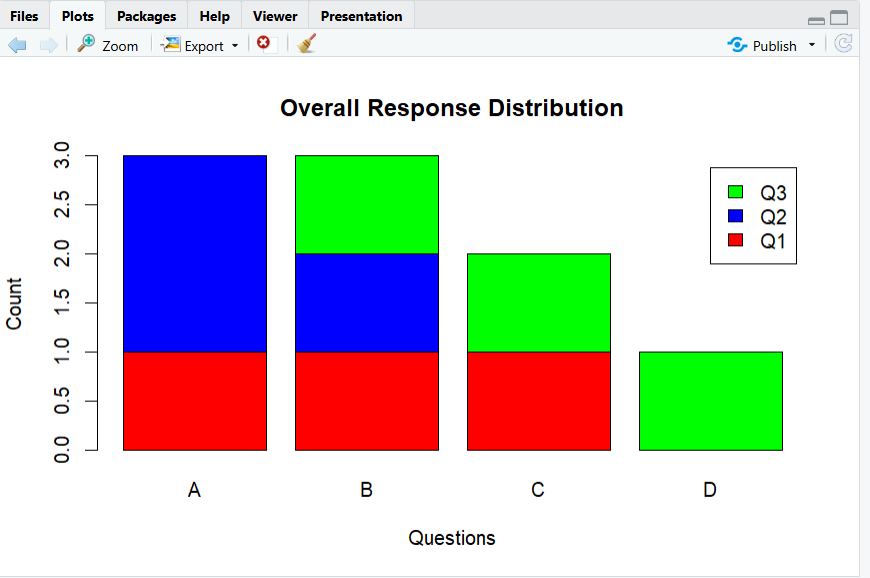 Files Plots Packages Help Viewer Presentation
Zoom Export Publish
Overall Response Distribution
3.0
2.5
2.0
1.5
1.0
0.5
0.0
Count
Q3
Q2
Q1
A B C D
Questions